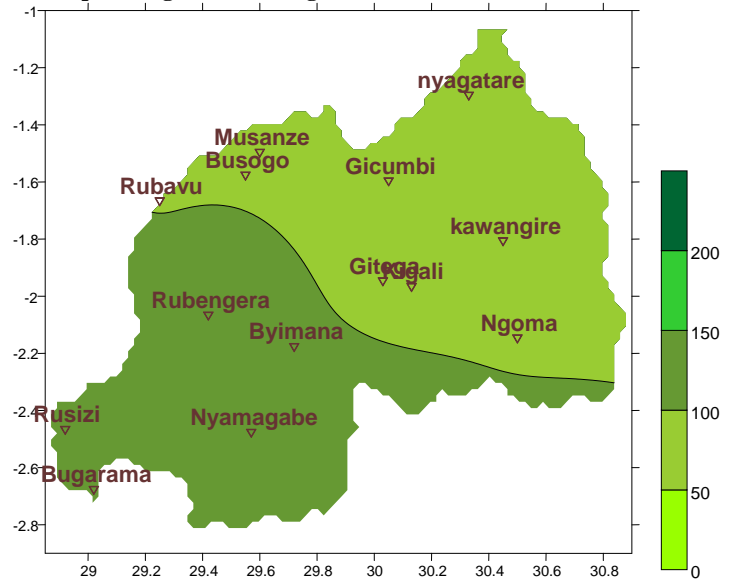 -1
-1.2
-1.4
-1.6
-1.8
-2
-2.2
-2.4
-2.6
-2.8
nyagatare
Musanze
Busogo
Gicumbi
Rubavu
kawangire
Gitega
Kigali
Rubengera
Byimana
Ngoma
Rusizi
Nyamagabe
Bugarama
200
150
100
50
0
29 29.2 29.4 29.6 29.8 30 30.2 30.4 30.6 30.8